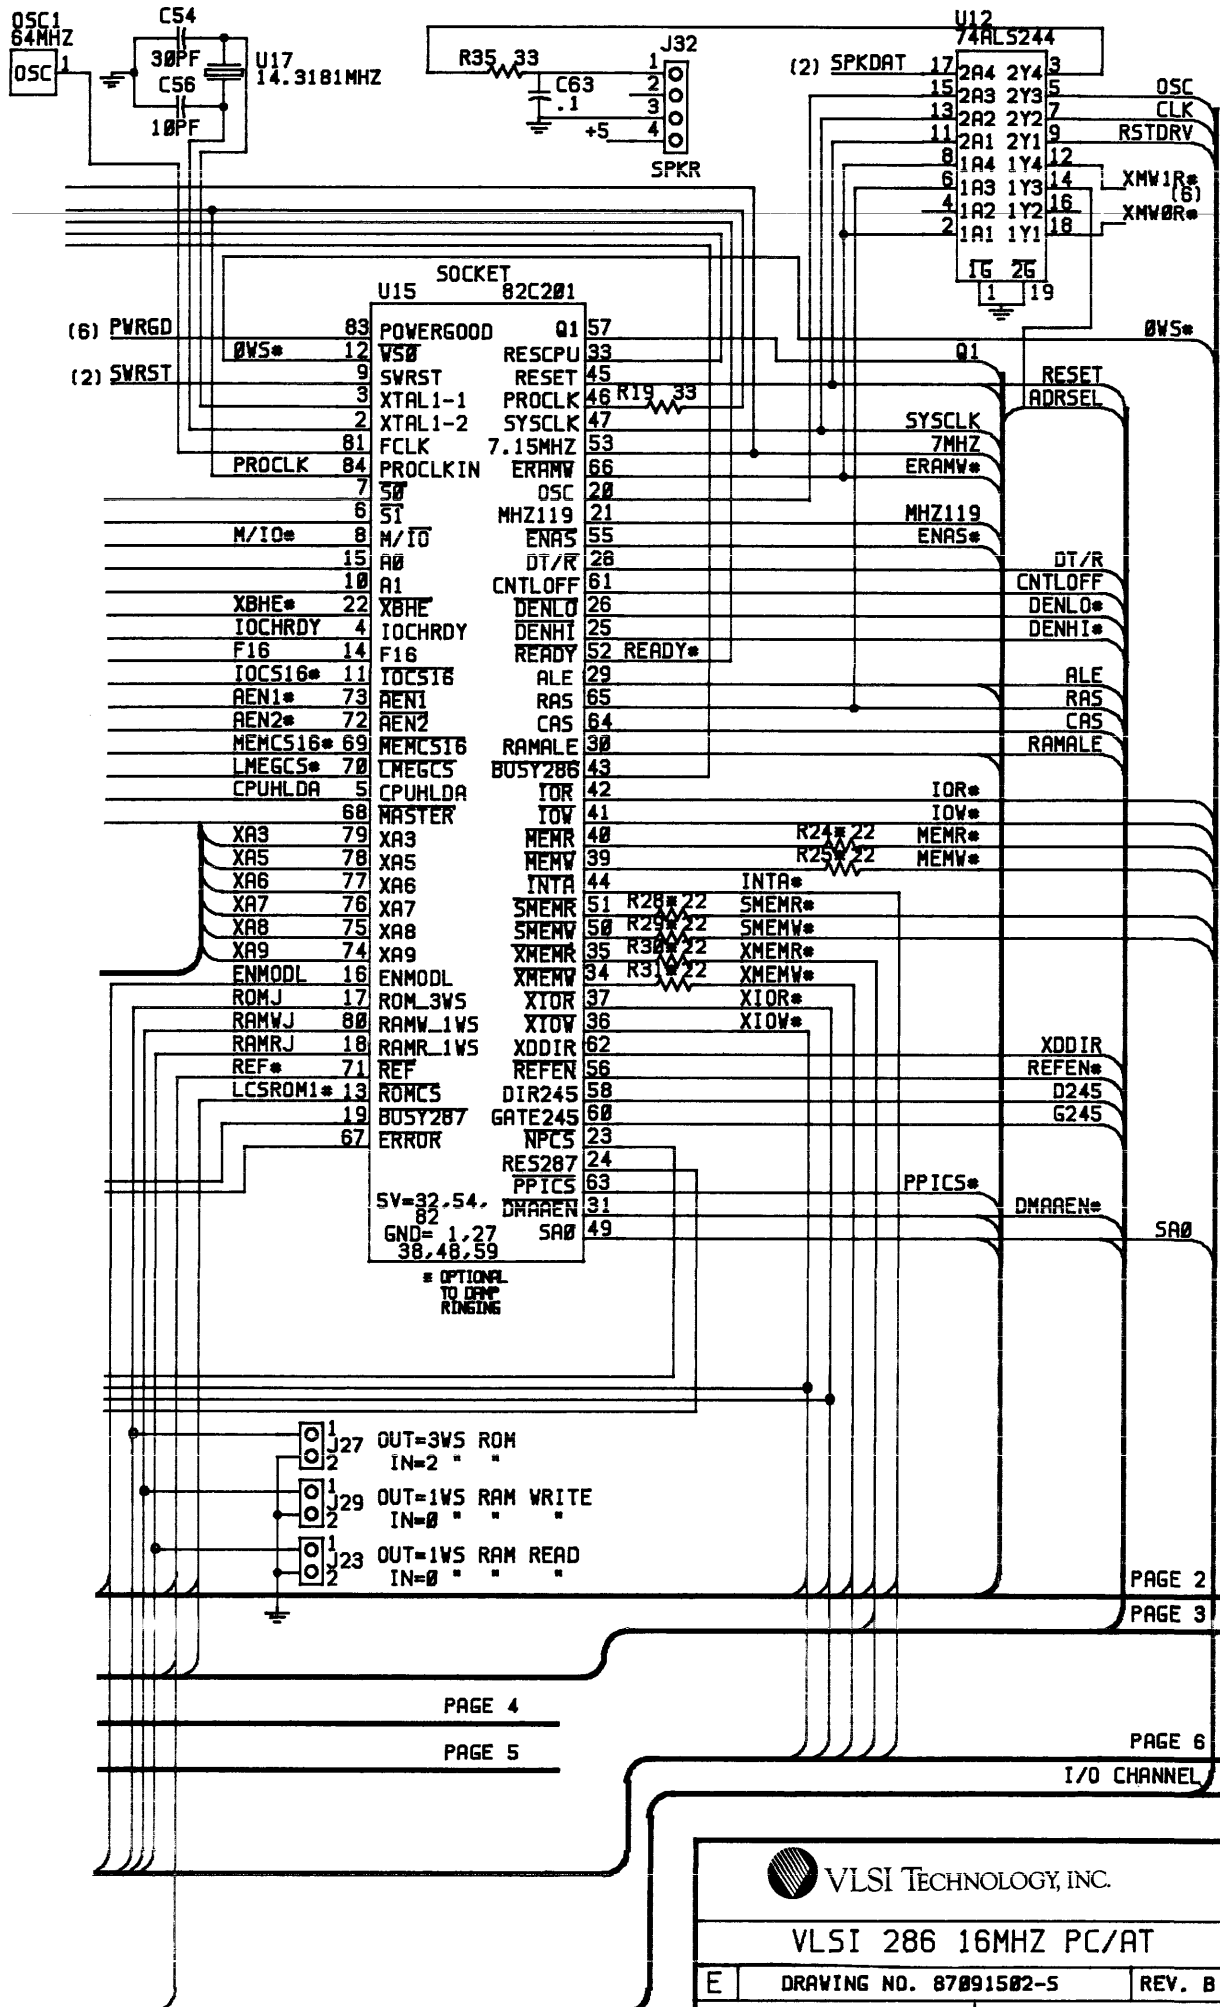 OSC1
64MHZ
OSC 1
C54
30PF
C56
10PF
U17
14.3181MHZ
R35 33
C63
.1
J32
1
2
3
4
+5
SPKR
U12
74ALS244
(2) SPKDAT 17 2A4 2Y4 3
15 2A3 2Y3 5 OSC
13 2A2 2Y2 7 CLK
11 2A1 2Y1 9 RSTDRV
8 1A4 1Y4 12 XMW1R*
6 1A3 1Y3 14 (6)
4 1A2 1Y2 16 XMW0R*
2 1A1 1Y1 18
1G 2G
1 19
SOCKET
U15 82C201
(6) PWRGD 83 POWERGOOD Q1 57 0WS*
0WS* 12 WS0 RESCPU 33 Q1
(2) SWRST 9 SWRST RESET 45 RESET
3 XTAL1-1 PROCLK 46 R19 33 ADRSEL
2 XTAL1-2 SYSCLK 47 SYSCLK
81 FCLK 7.15MHZ 53 7MHZ
PROCLK 84 PROCLKIN ERAMW 66 ERAMW*
7 S0 OSC 20
6 S1 MHZ119 21 MHZ119
M/IO* 8 M/IO ENAS 55 ENAS*
15 A0 DT/R 28 DT/R
10 A1 CNTLOFF 61 CNTLOFF
XBHE* 22 XBHE DENLO 26 DENLO*
IOCHRDY 4 IOCHRDY DENHI 25 DENHI*
F16 14 F16 READY 52 READY*
IOCS16* 11 IOCS16 ALE 29 ALE
AEN1* 73 AEN1 RAS 65 RAS
AEN2* 72 AEN2 CAS 64 CAS
MEMCS16* 69 MEMCS16 RAMALE 30 RAMALE
LMEGCS* 70 LMEGCS BUSY286 43
CPUHLDA 5 CPUHLDA IOR 42 IOR*
68 MASTER IOW 41 IOW*
XA3 79 XA3 MEMR 40 R24* 22 MEMR*
XA5 78 XA5 MEMW 39 R25* 22 MEMW*
XA6 77 XA6 INTA 44 INTA*
XA7 76 XA7 SMEMR 51 R28* 22 SMEMR*
XA8 75 XA8 SMEMW 50 R29* 22 SMEMW*
XA9 74 XA9 XMEMR 35 R30* 22 XMEMR*
ENMODL 16 ENMODL XMEMW 34 R31* 22 XMEMW*
ROMJ 17 ROM_3WS XIOR 37 XIOR*
RAMWJ 80 RAMW_1WS XIOW 36 XIOW*
RAMRJ 18 RAMR_1WS XDDIR 62 XDDIR
REF* 71 REF REFEN 56 REFEN*
LCSROM1* 13 ROMCS DIR245 58 D245
19 BUSY287 GATE245 60 G245
67 ERROR NPCS 23
RES287 24
PPICS 63 PPICS*
5V=32,54, DMAAEN 31 DMAAEN*
82
GND= 1,27 SA0 49 SA0
38,48,59
* OPTIONAL
TO DAMP
RINGING
1 J27 2 OUT=3WS ROM
IN=2 " "
1 J29 2 OUT=1WS RAM WRITE
IN=0 " " "
1 J23 2 OUT=1WS RAM READ
IN=0 " " "
PAGE 2
PAGE 3
PAGE 4
PAGE 5
PAGE 6
I/O CHANNEL
VLSI TECHNOLOGY, INC.
VLSI 286 16MHZ PC/AT
E DRAWING NO. 87091502-5 REV. B